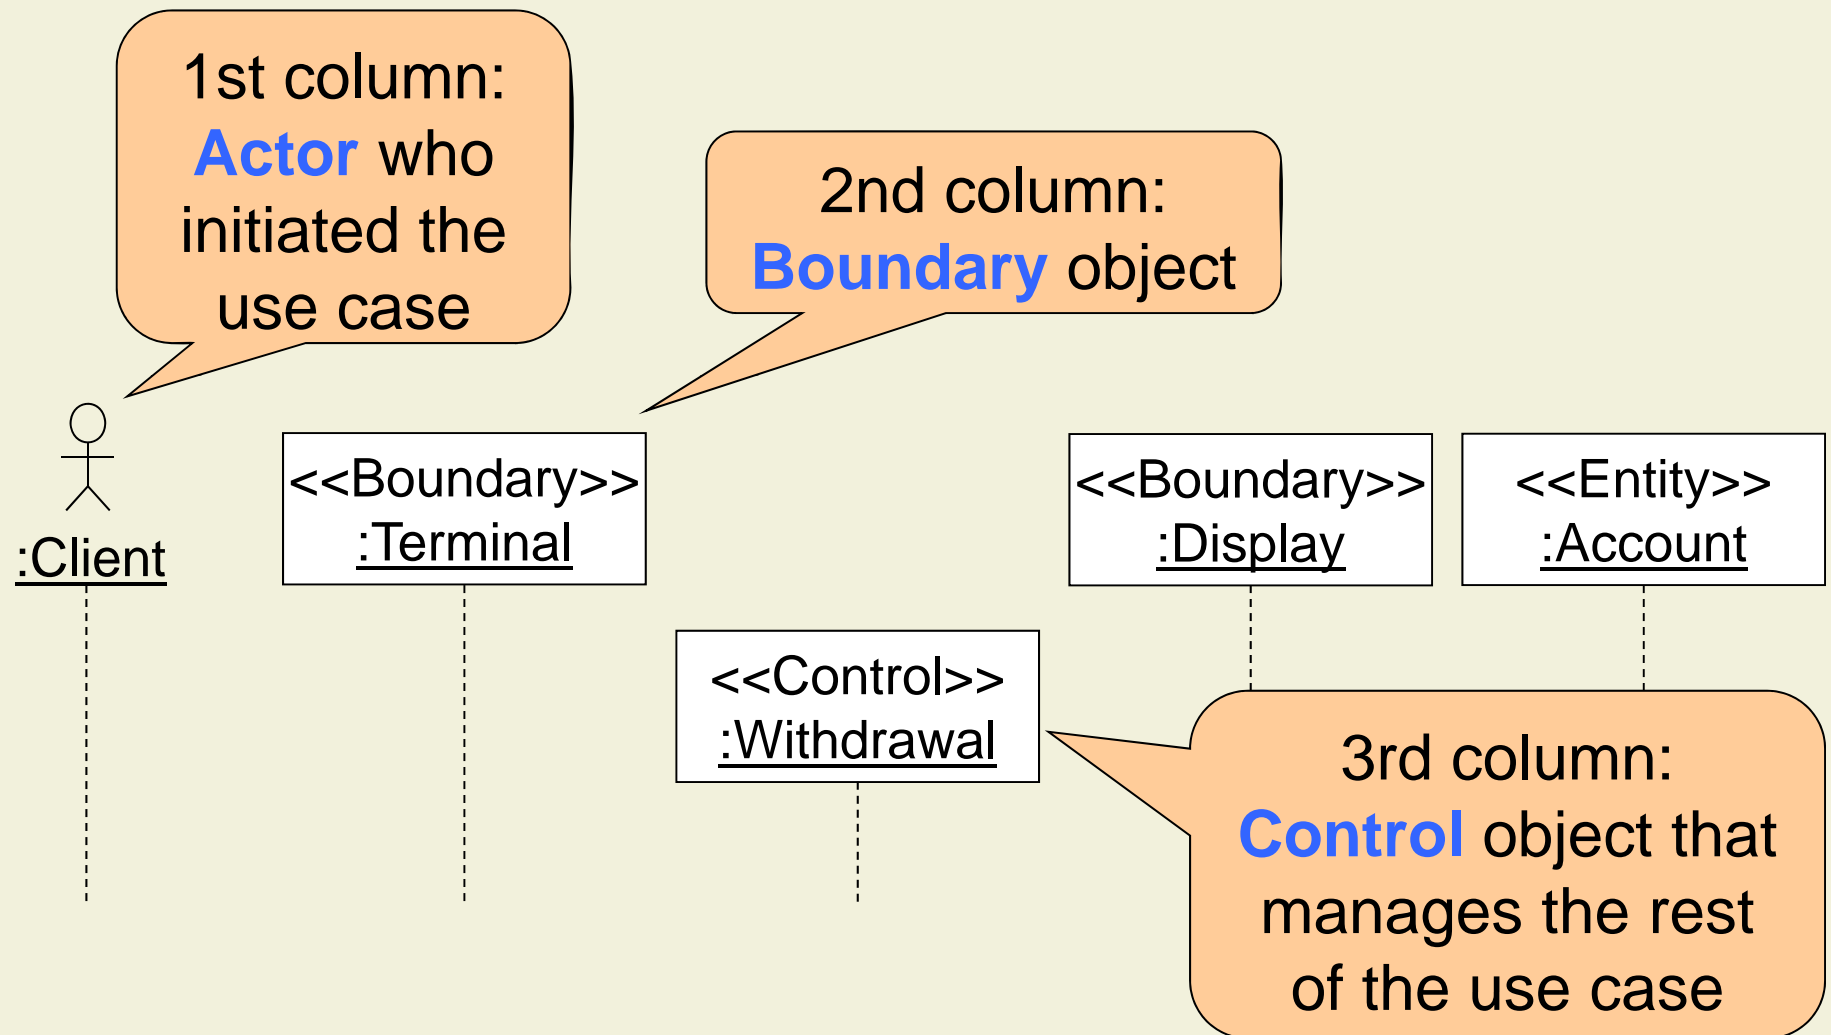 1st column:
Actor who
initiated the
use case
2nd column:
Boundary object
:Client
<<Boundary>>
:Terminal
<<Boundary>>
:Display
<<Entity>>
:Account
<<Control>>
:Withdrawal
3rd column:
Control object that
manages the rest
of the use case